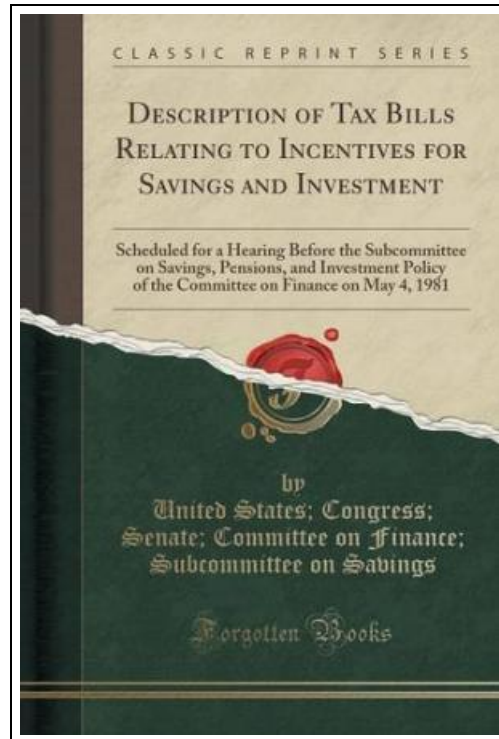 CLASSIC REPRINT SERIES
DESCRIPTION OF TAX BILLS
RELATING TO INCENTIVES FOR
SAVINGS AND INVESTMENT
Scheduled for a Hearing Before the Subcommittee
on Savings, Pensions, and Investment Policy
of the Committee on Finance on May 4, 1981
by
United States; Congress;
Senate; Committee on Finance;
Subcommittee on Savings
Forgotten Books